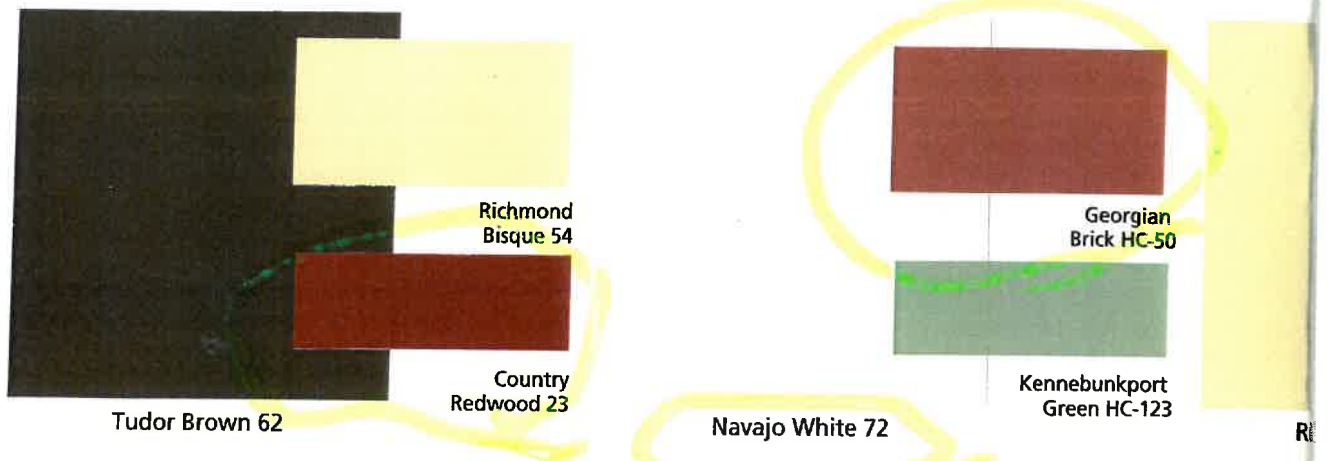 Richmond
Bisque 54
Country
Redwood 23
Tudor Brown 62
Georgian
Brick HC-50
Kennebunkport
Green HC-123
Navajo White 72